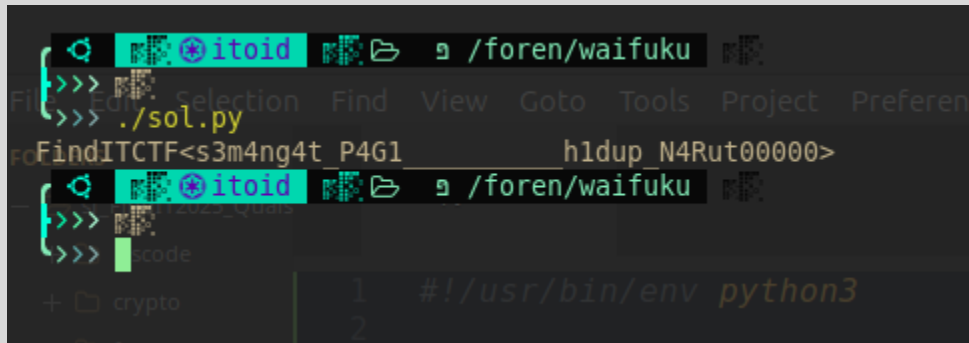 itoid /foren/waifuku
>>>
File Edit Selection Find View Goto Tools Project Preferen
>>> ./sol.py
FindITCTF<s3m4ng4t_P4G1__________h1dup_N4Rut00000>
itoid /foren/waifuku
>>>
>>>
+ crypto
1 #!/usr/bin/env python3
2